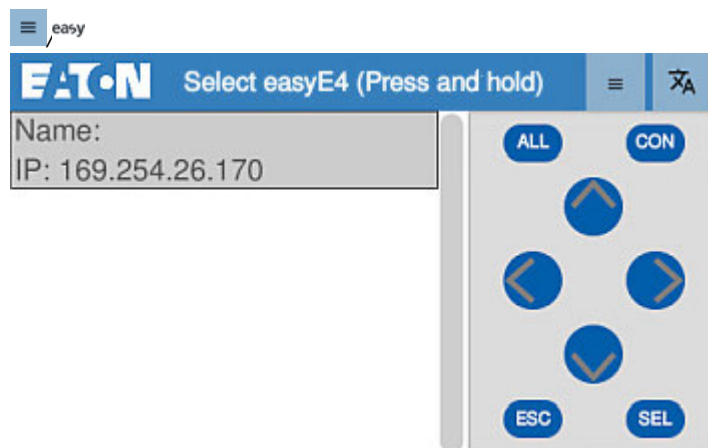 easy
EATON Select easyE4 (Press and hold)
Name:
IP: 169.254.26.170
ALL CON
ESC SEL